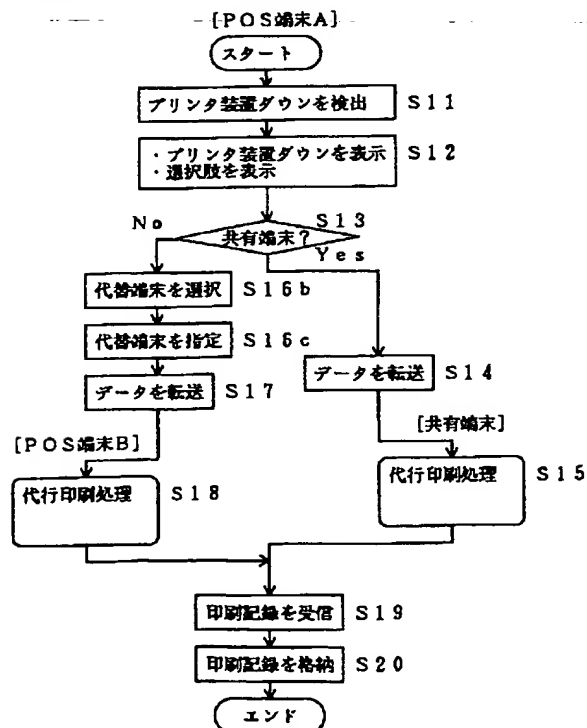 [POS端末A]
スタート
プリンタ装置ダウンを検出 S11
・プリンタ装置ダウンを表示 S12
・選択肢を表示
S13
No
共有端末?
Yes
代替端末を選択 S16b
代替端末を指定 S16c
データを転送 S14
データを転送 S17
[共有端末]
[POS端末B]
代行印刷処理 S15
代行印刷処理 S18
印刷記録を受信 S19
印刷記録を格納 S20
エンド